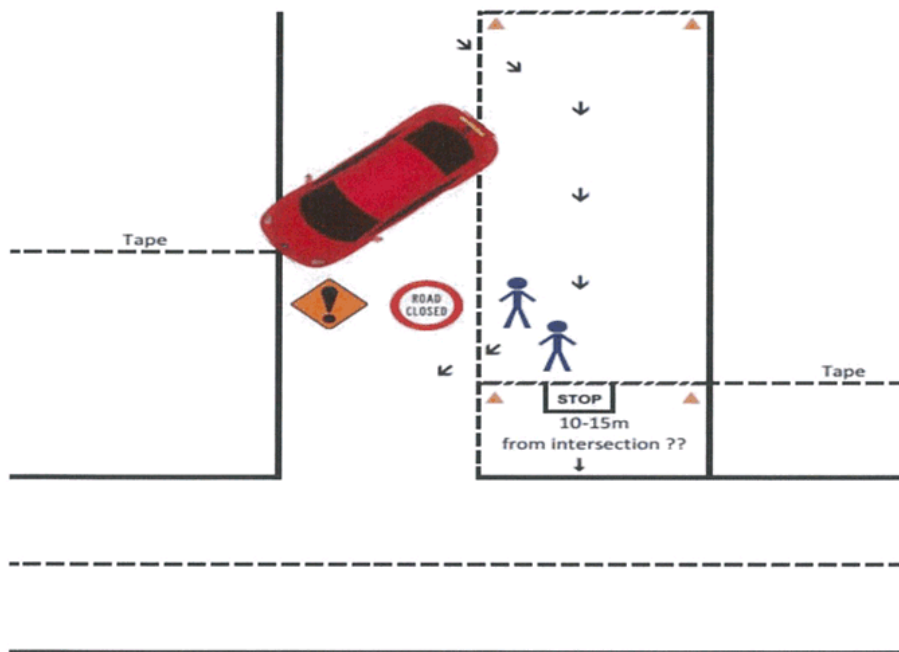 Tape
ROAD
CLOSED
Tape
STOP
10-15m
from intersection ??